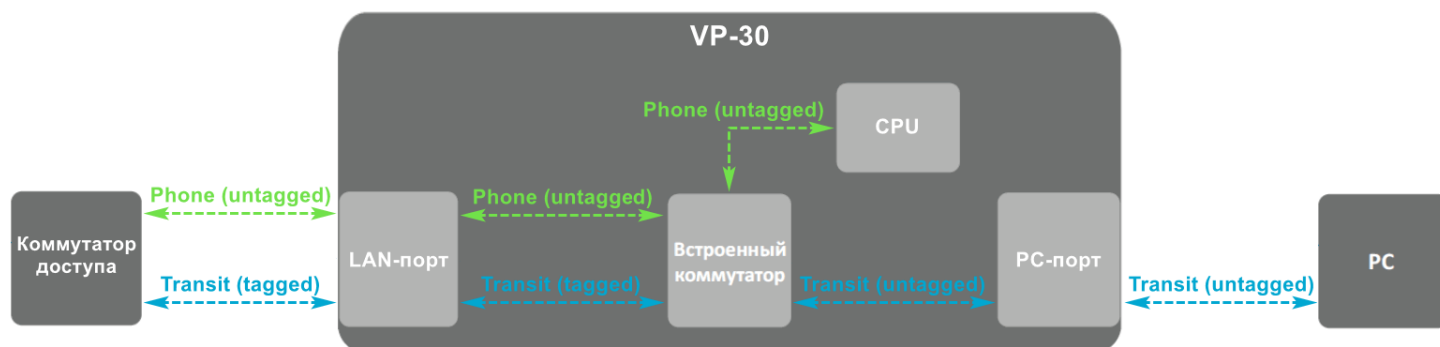 VP-30
Phone (untagged)
CPU
Phone (untagged)
Phone (untagged)
Коммутатор
доступа
LAN-порт
Встроенный
коммутатор
PC-порт
PC
Transit (tagged)
Transit (tagged)
Transit (untagged)
Transit (untagged)